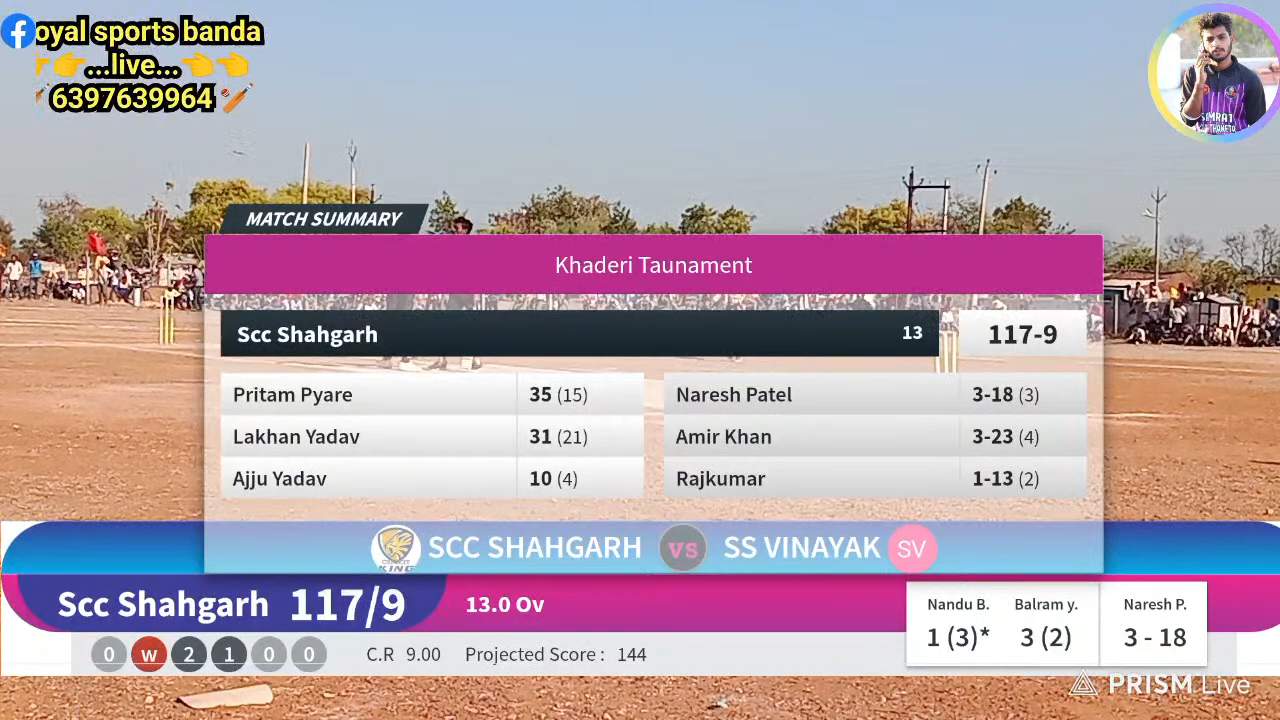 oyal sports banda
👉👉...live...👈👈
6397639964
SIMRAT
MATCH SUMMARY
Khaderi Taunament
Scc Shahgarh 13 117-9
Pritam Pyare 35 (15) Naresh Patel 3-18 (3)
Lakhan Yadav 31 (21) Amir Khan 3-23 (4)
Ajju Yadav 10 (4) Rajkumar 1-13 (2)
KING SCC SHAHGARH VS SS VINAYAK SV
Scc Shahgarh 117/9 13.0 Ov
Nandu B. Balram y. Naresh P.
1 (3)* 3 (2) 3 - 18
0 w 2 1 0 0 C.R 9.00 Projected Score : 144
PRISM Live